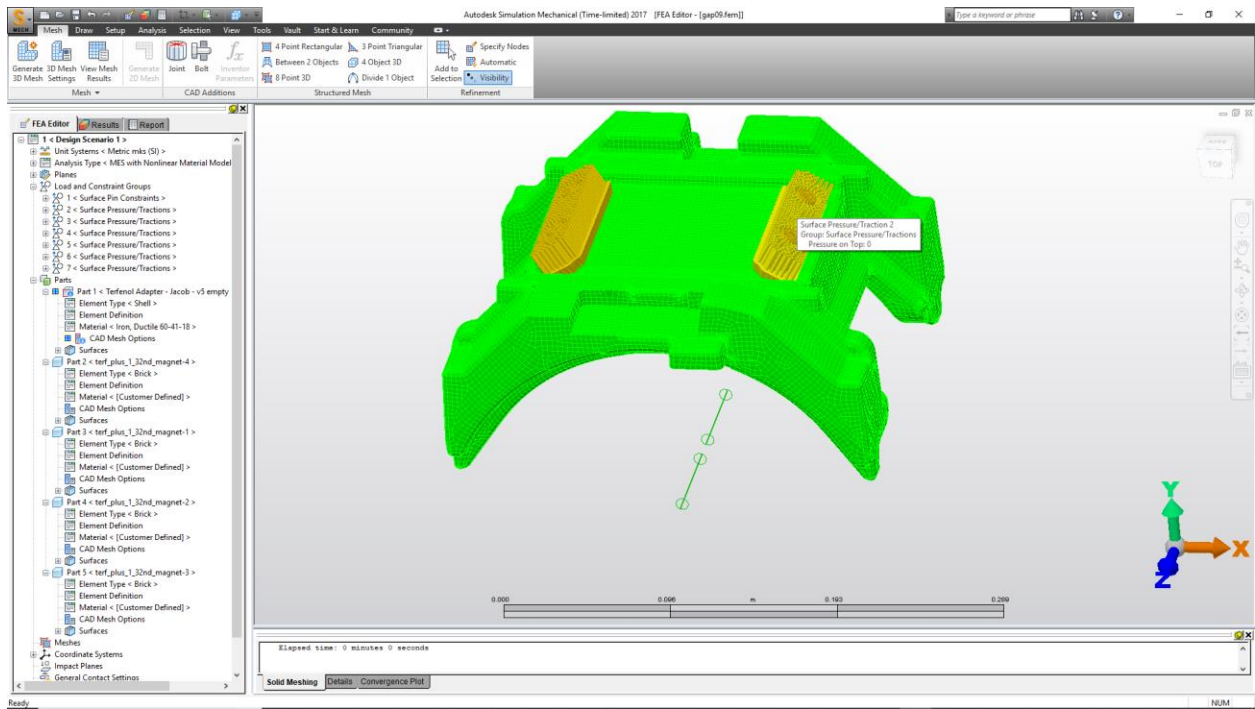 Autodesk Simulation Mechanical (Time-limited) 2017 [FEA Editor - [gap09.fem]]
Type a keyword or phrase
MECH Mesh Draw Setup Analysis Selection View Tools Vault Start & Learn Community
Generate 3D Mesh
3D Mesh Settings
View Mesh Results
Generate 2D Mesh
Joint
Bolt
Inventor Parameters
4 Point Rectangular
3 Point Triangular
Between 2 Objects
4 Object 3D
8 Point 3D
Divide 1 Object
Add to Selection
Specify Nodes
Automatic
Visibility
Mesh
CAD Additions
Structured Mesh
Refinement
FEA Editor Results Report
1 < Design Scenario 1 >
Unit Systems < Metric mks (SI) >
Analysis Type < MES with Nonlinear Material Model
Planes
Load and Constraint Groups
1 < Surface Pin Constraints >
2 < Surface Pressure/Tractions >
3 < Surface Pressure/Tractions >
4 < Surface Pressure/Tractions >
5 < Surface Pressure/Tractions >
6 < Surface Pressure/Tractions >
7 < Surface Pressure/Tractions >
Parts
Part 1 < Terfenol Adapter - Jacob - v5 empty
Element Type < Shell >
Element Definition
Material < Iron, Ductile 60-41-18 >
CAD Mesh Options
Surfaces
Part 2 < terf_plus_1_32nd_magnet-4 >
Element Type < Brick >
Element Definition
Material < [Customer Defined] >
CAD Mesh Options
Surfaces
Part 3 < terf_plus_1_32nd_magnet-1 >
Element Type < Brick >
Element Definition
Material < [Customer Defined] >
CAD Mesh Options
Surfaces
Part 4 < terf_plus_1_32nd_magnet-2 >
Element Type < Brick >
Element Definition
Material < [Customer Defined] >
CAD Mesh Options
Surfaces
Part 5 < terf_plus_1_32nd_magnet-3 >
Element Type < Brick >
Element Definition
Material < [Customer Defined] >
CAD Mesh Options
Surfaces
Meshes
Coordinate Systems
Impact Planes
General Contact Settings
Surface Pressure/Traction 2
Group: Surface Pressure/Tractions
Pressure on Top: 0
TOP
Y
X
Z
0.000 0.096 m 0.193 0.289
Elapsed time: 0 minutes 0 seconds
Solid Meshing Details Convergence Plot
Ready
NUM